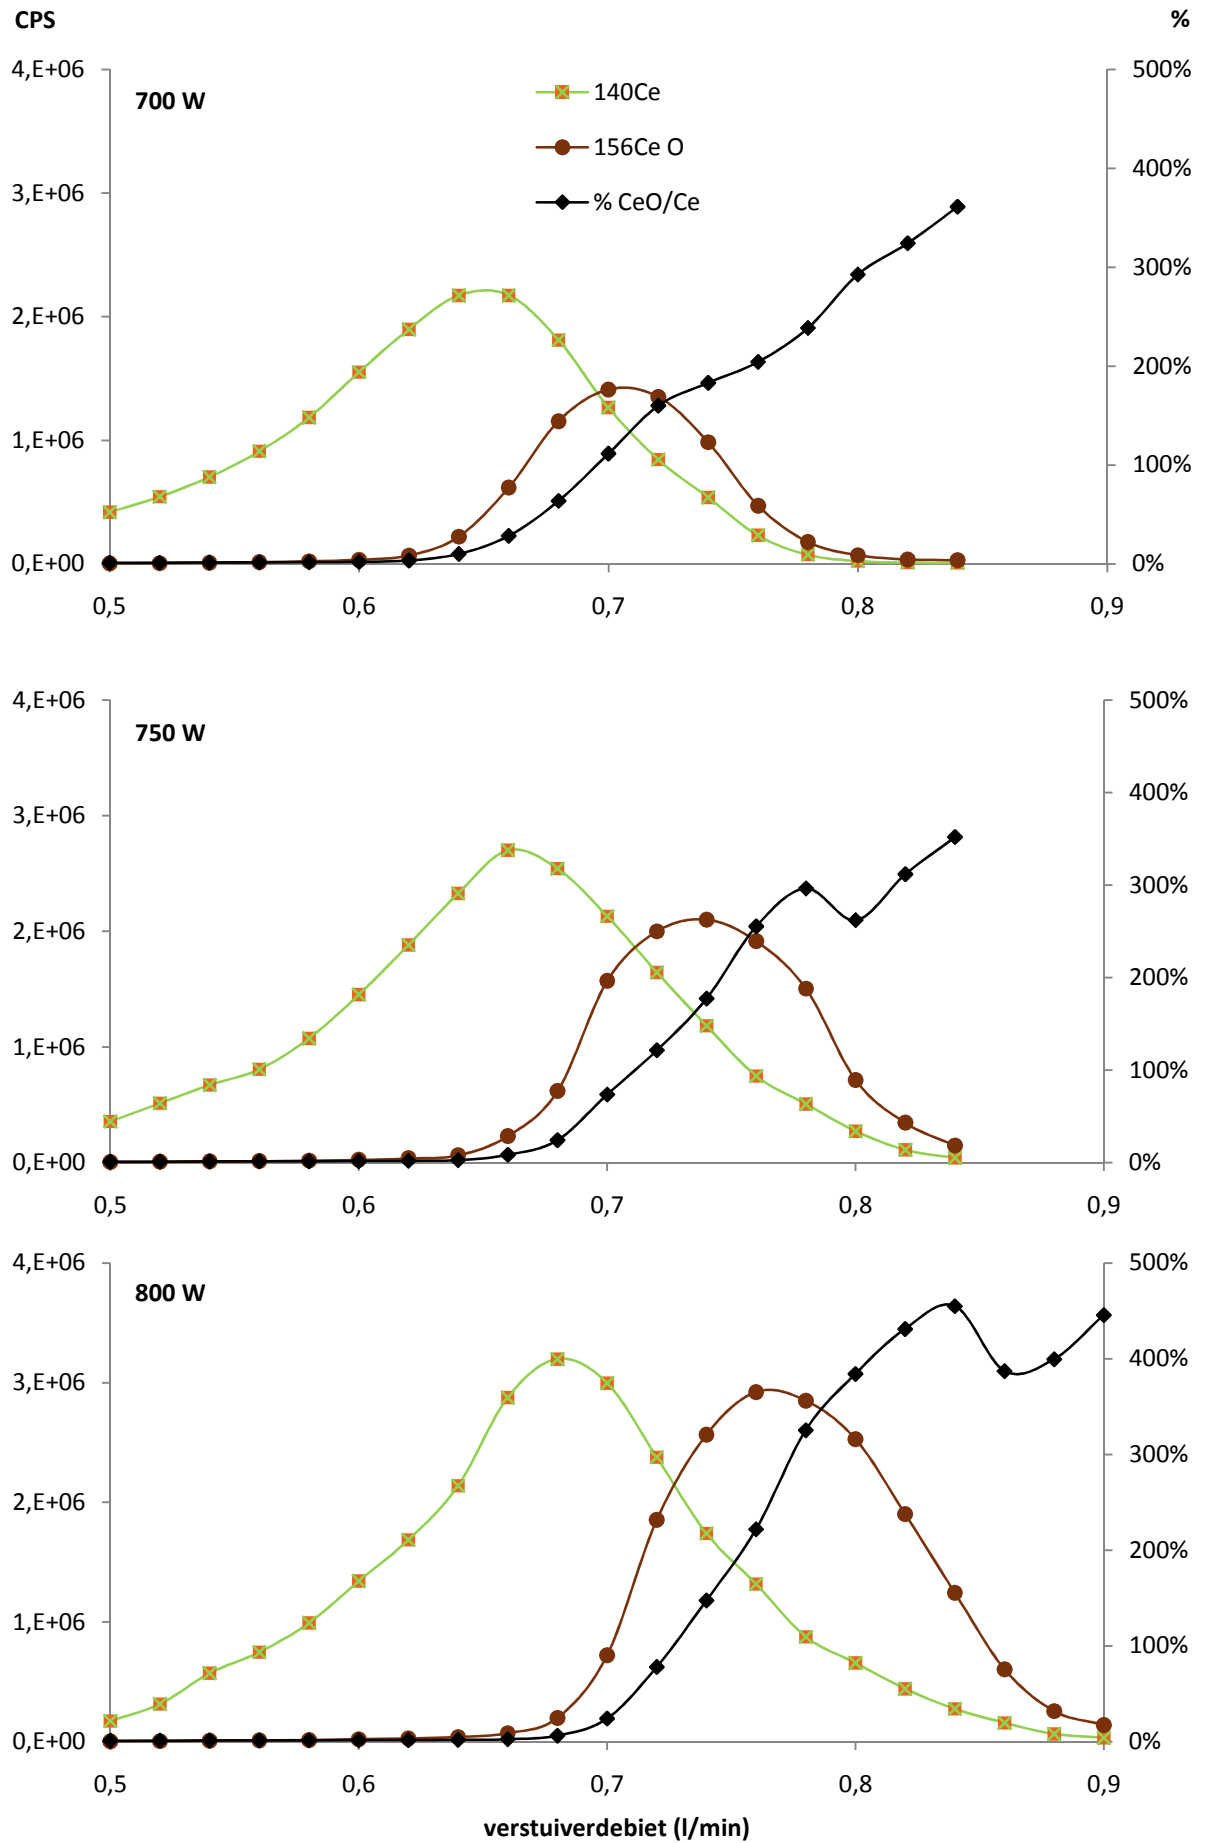 CPS %
4,E+06 500%
700 W
140Ce
156Ce O
% CeO/Ce
400%
3,E+06
300%
2,E+06
200%
1,E+06
100%
0,E+00 0%
0,5 0,6 0,7 0,8 0,9
4,E+06 500%
750 W
400%
3,E+06
300%
2,E+06
200%
1,E+06
100%
0,E+00 0%
0,5 0,6 0,7 0,8 0,9
4,E+06 500%
800 W
400%
3,E+06
300%
2,E+06
200%
1,E+06
100%
0,E+00 0%
0,5 0,6 0,7 0,8 0,9
verstuiverdebiet (l/min)